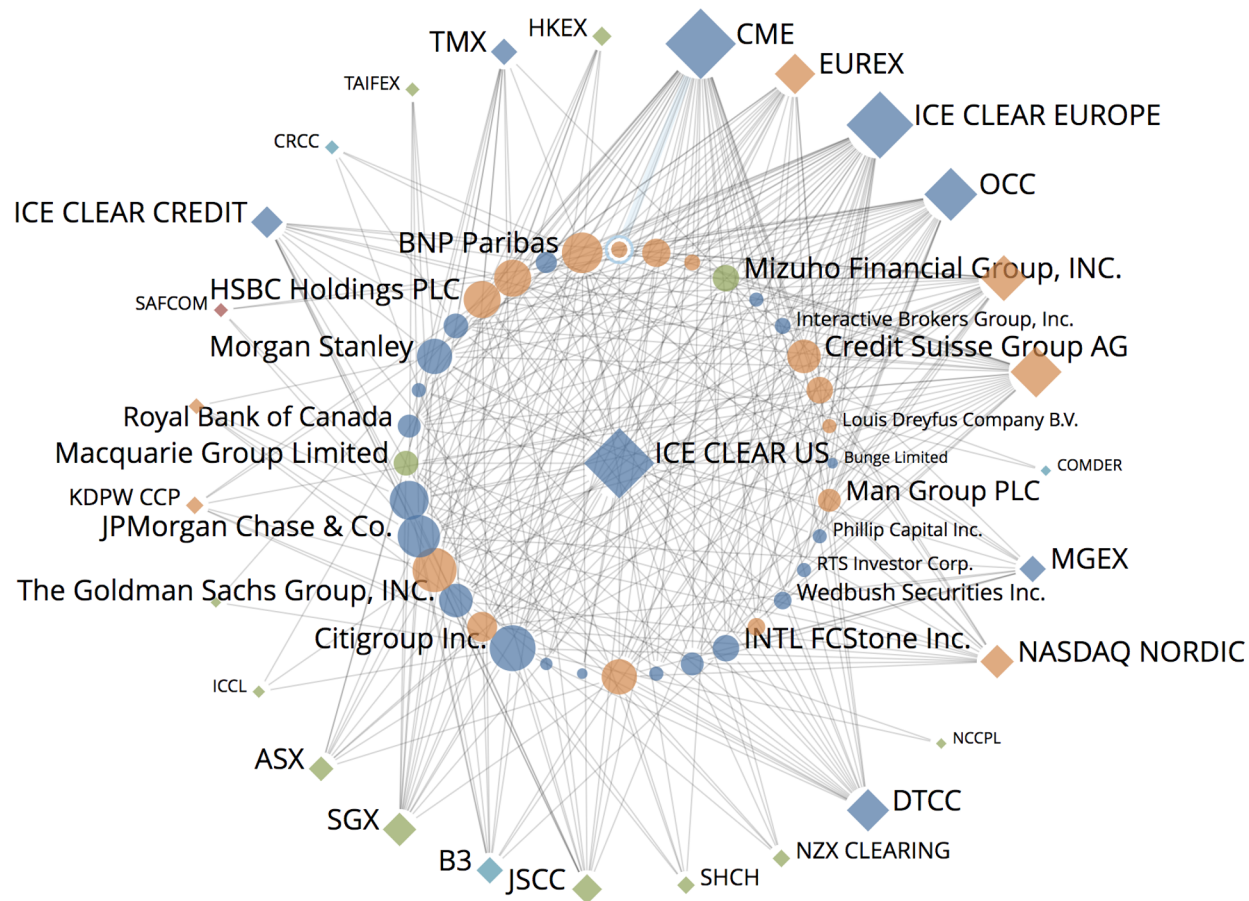 HKEX
CME
TMX
EUREX
TAIFEX
ICE CLEAR EUROPE
CRCC
OCC
ICE CLEAR CREDIT
BNP Paribas
Mizuho Financial Group, INC.
HSBC Holdings PLC
SAFCOM
Interactive Brokers Group, Inc.
Morgan Stanley
Credit Suisse Group AG
Royal Bank of Canada
Louis Dreyfus Company B.V.
Macquarie Group Limited
ICE CLEAR US
Bunge Limited
COMDER
KDPW CCP
Man Group PLC
JPMorgan Chase & Co.
Phillip Capital Inc.
MGEX
RTS Investor Corp.
The Goldman Sachs Group, INC.
Wedbush Securities Inc.
Citigroup Inc.
INTL FCStone Inc.
NASDAQ NORDIC
ICCL
NCCPL
ASX
DTCC
SGX
NZX CLEARING
B3
JSCC
SHCH